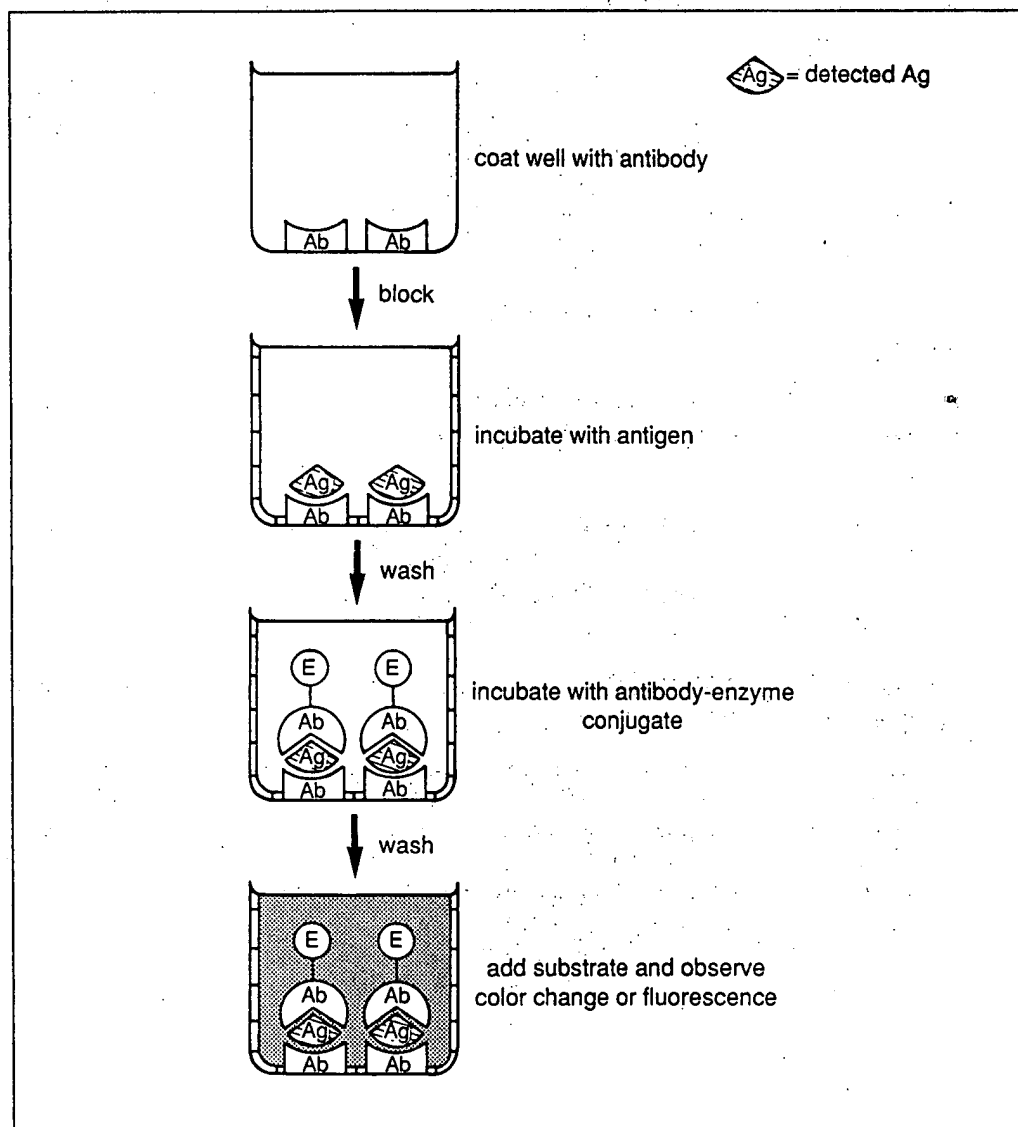 Ag = detected Ag
coat well with antibody
Ab Ab
block
incubate with antigen
Ag Ag
Ab Ab
wash
E E
incubate with antibody-enzyme
conjugate
Ab Ab
Ag Ag
Ab Ab
wash
E E
add substrate and observe
color change or fluorescence
Ab Ab
Ag Ag
Ab Ab